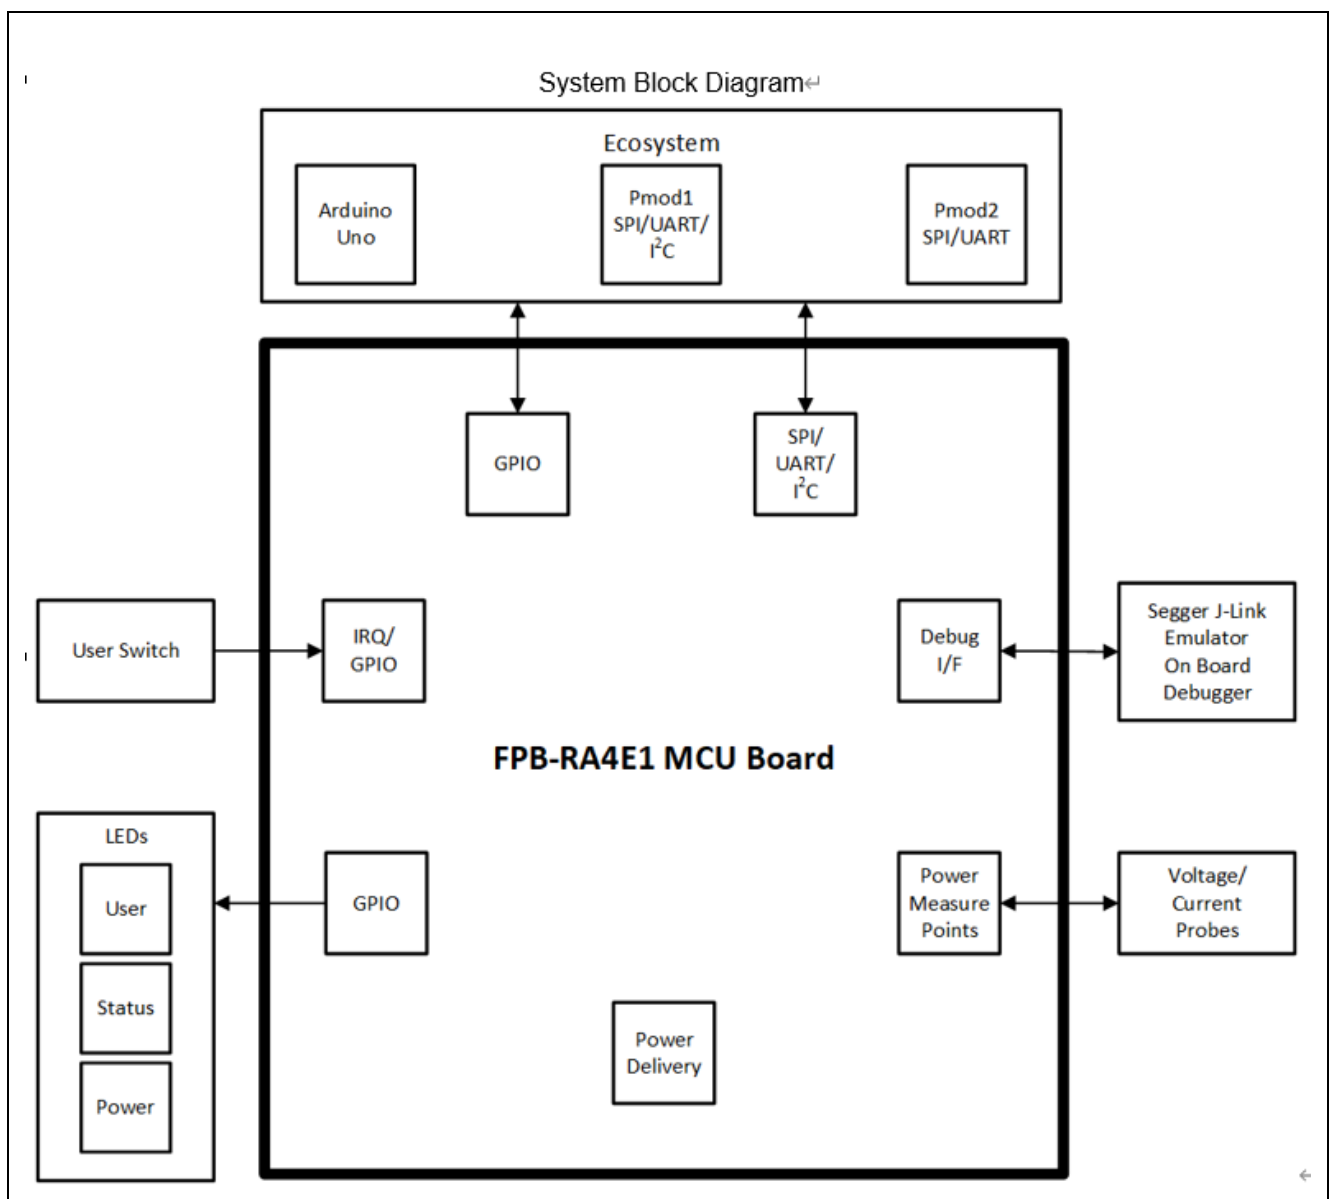 System Block Diagram↵
Ecosystem
Arduino
Uno
Pmod1
SPI/UART/
I²C
Pmod2
SPI/UART
GPIO
SPI/
UART/
I²C
User Switch
IRQ/
GPIO
Debug
I/F
Segger J-Link
Emulator
On Board
Debugger
FPB-RA4E1 MCU Board
LEDs
User
Status
Power
GPIO
Power
Measure
Points
Voltage/
Current
Probes
Power
Delivery